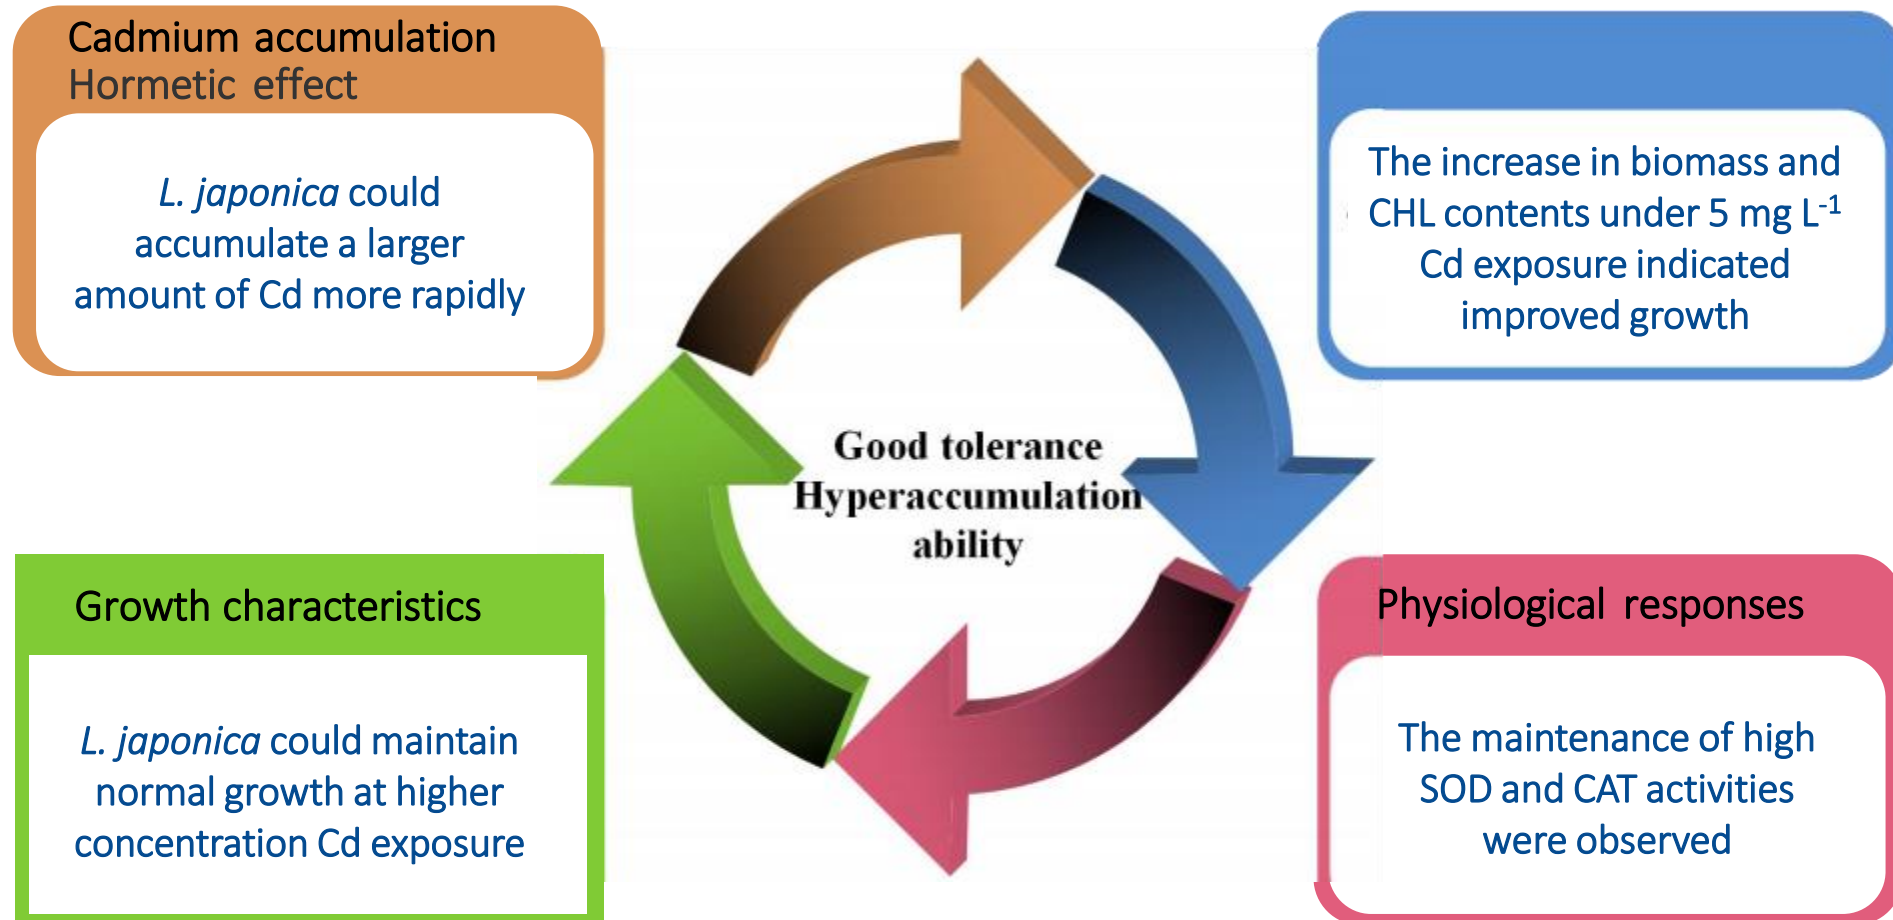 Cadmium accumulation
Hormetic effect
L. japonica could
accumulate a larger
amount of Cd more rapidly
The increase in biomass and
CHL contents under 5 mg L⁻¹
Cd exposure indicated
improved growth
Good tolerance
Hyperaccumulation
ability
Growth characteristics
L. japonica could maintain
normal growth at higher
concentration Cd exposure
Physiological responses
The maintenance of high
SOD and CAT activities
were observed